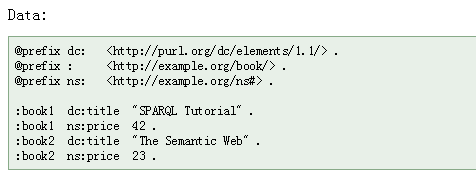 Data:
@prefix dc:   <http://purl.org/dc/elements/1.1/> .
@prefix :     <http://example.org/book/> .
@prefix ns:   <http://example.org/ns#> .
:book1  dc:title  "SPARQL Tutorial" .
:book1  ns:price  42 .
:book2  dc:title  "The Semantic Web" .
:book2  ns:price  23 .